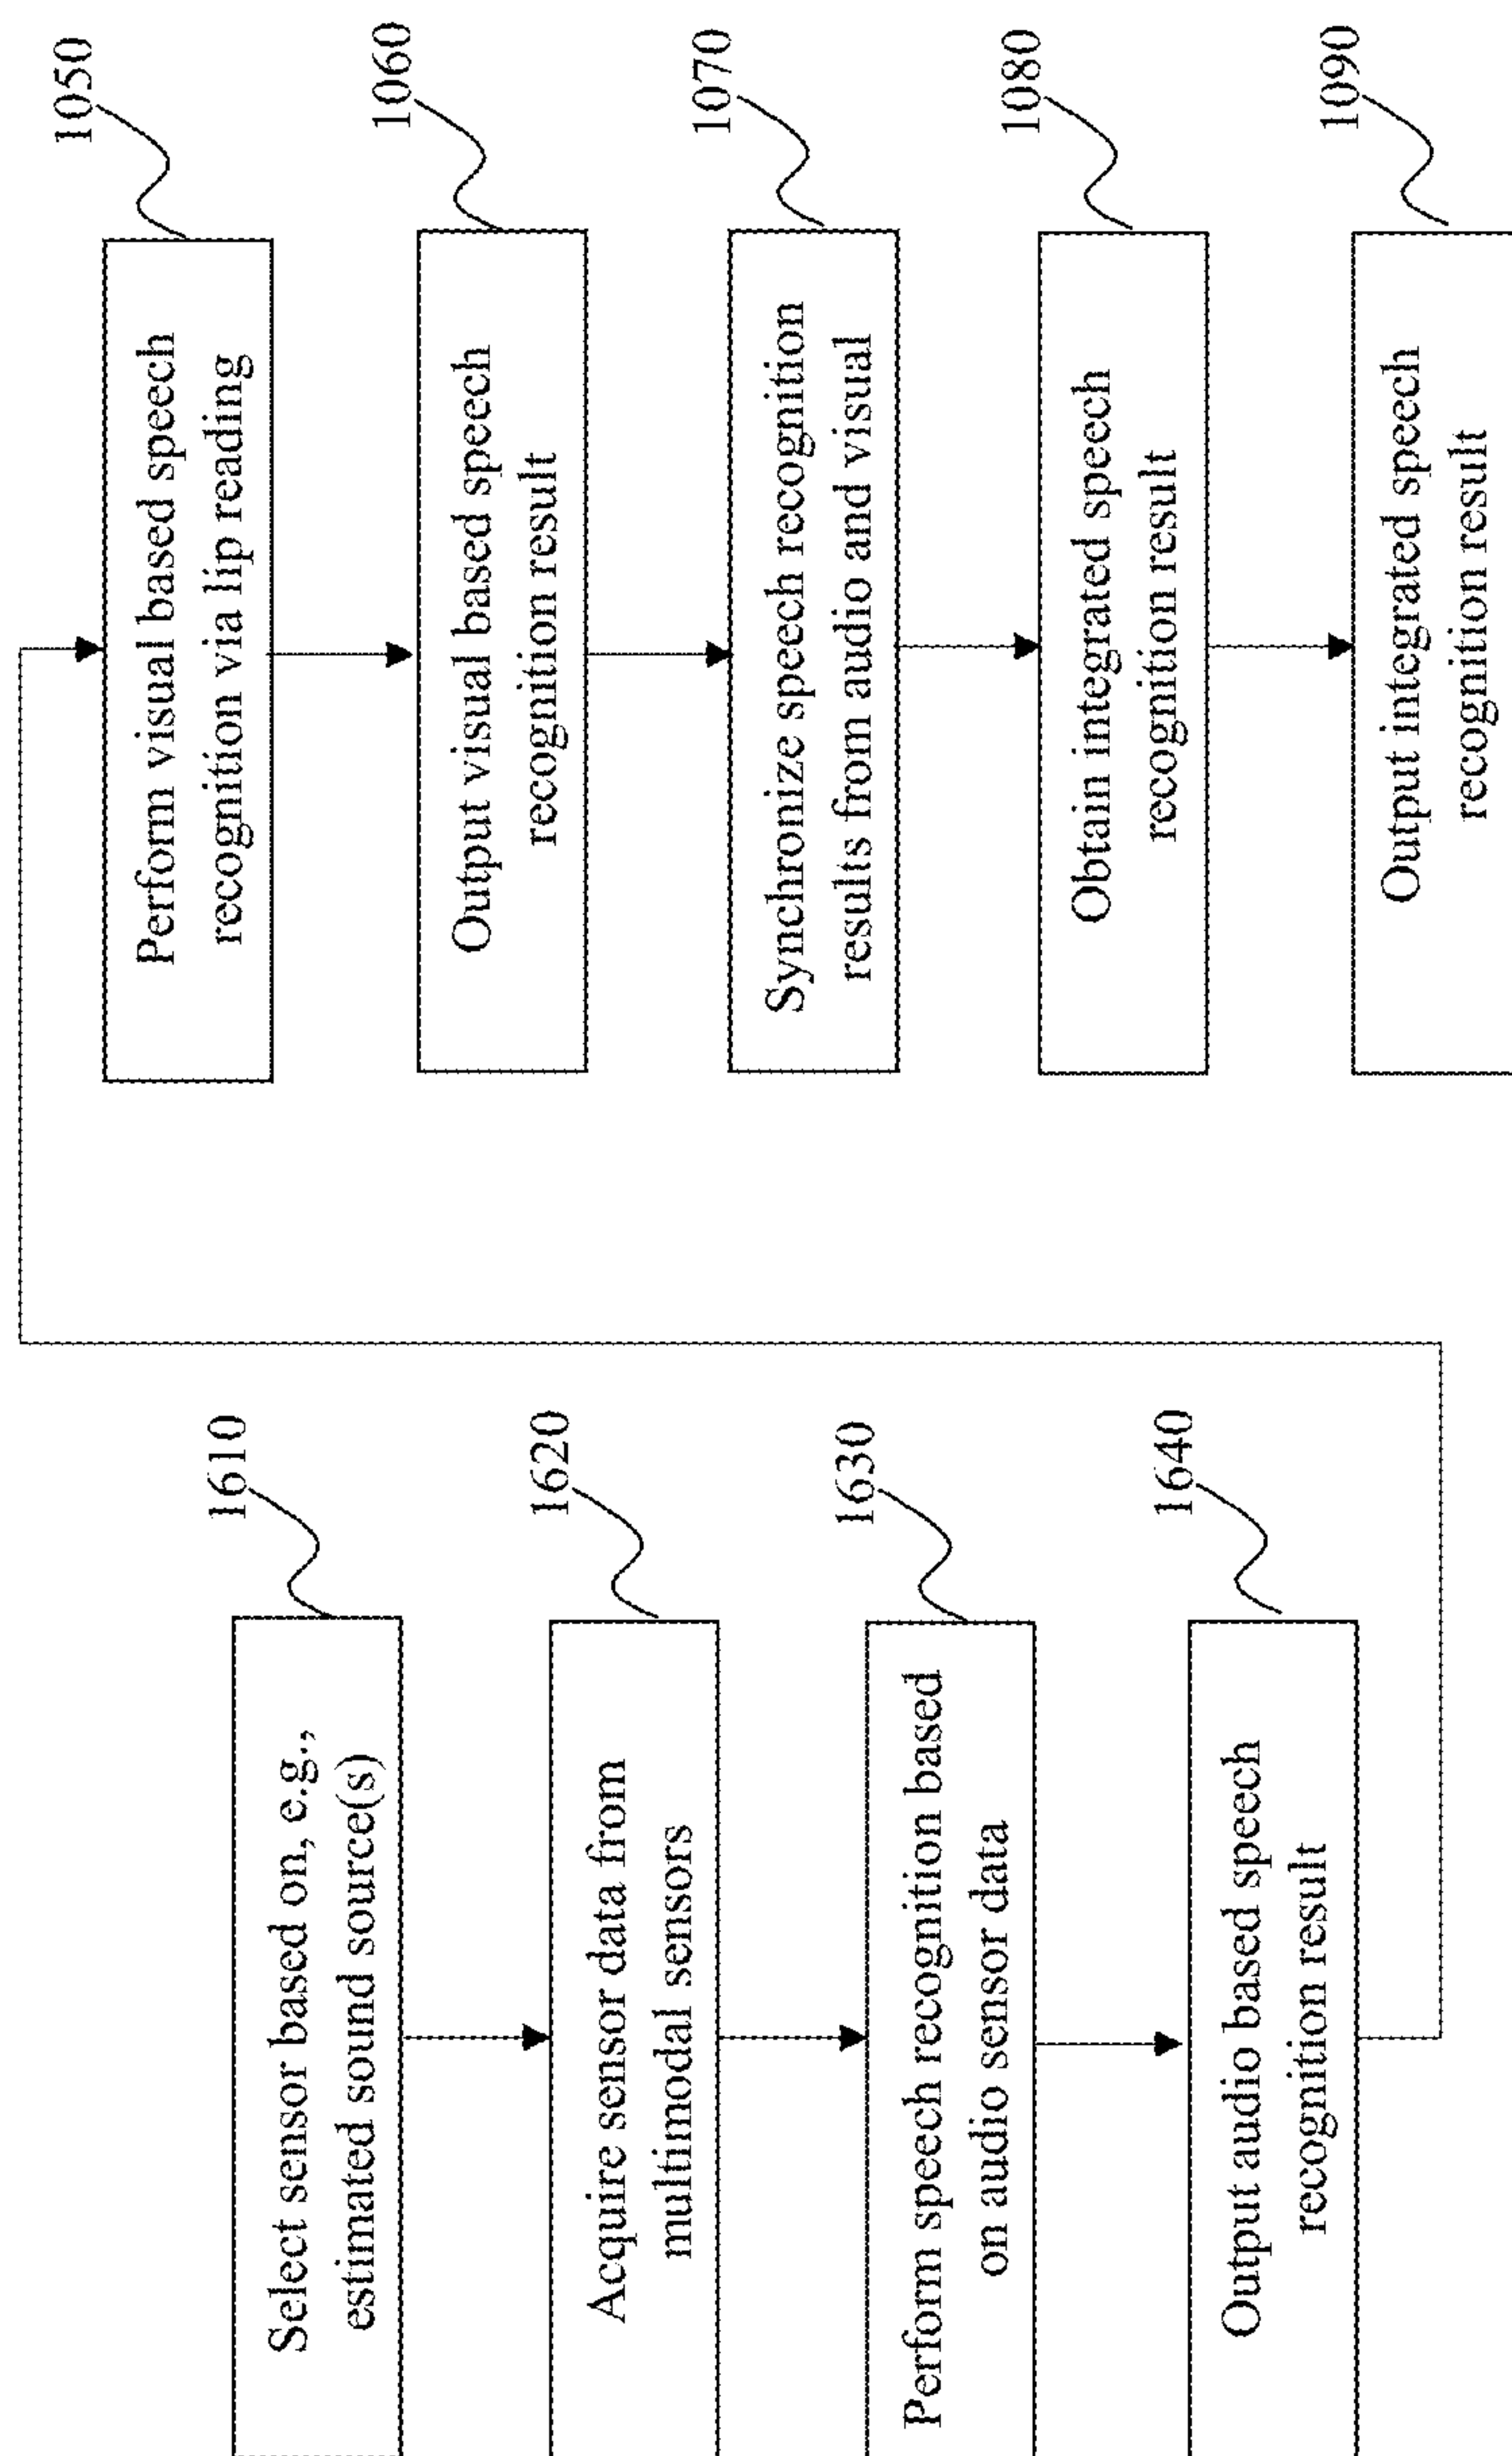 1610
Select sensor based on, e.g.,
estimated sound source(s)
1620
Acquire sensor data from
multimodal sensors
1630
Perform speech recognition based
on audio sensor data
1640
Output audio based speech
recognition result
1050
Perform visual based speech
recognition via lip reading
1060
Output visual based speech
recognition result
1070
Synchronize speech recognition
results from audio and visual
1080
Obtain integrated speech
recognition result
1090
Output integrated speech
recognition result